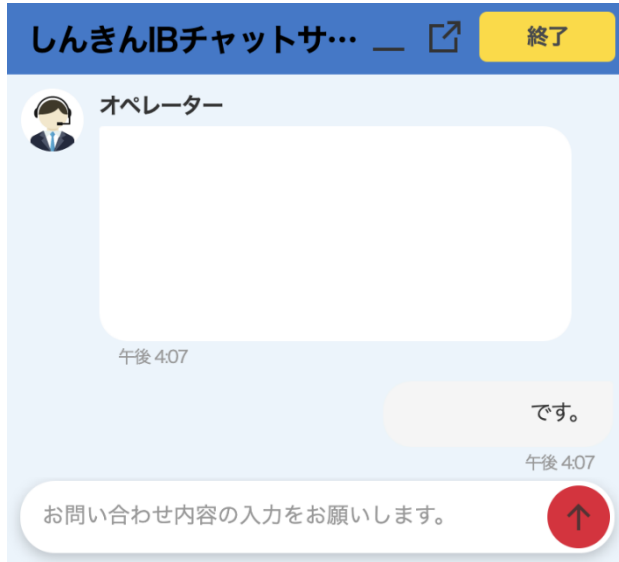 しんきんIBチャットサ… 終了
オペレーター
午後 4:07
です。
午後 4:07
お問い合わせ内容の入力をお願いします。